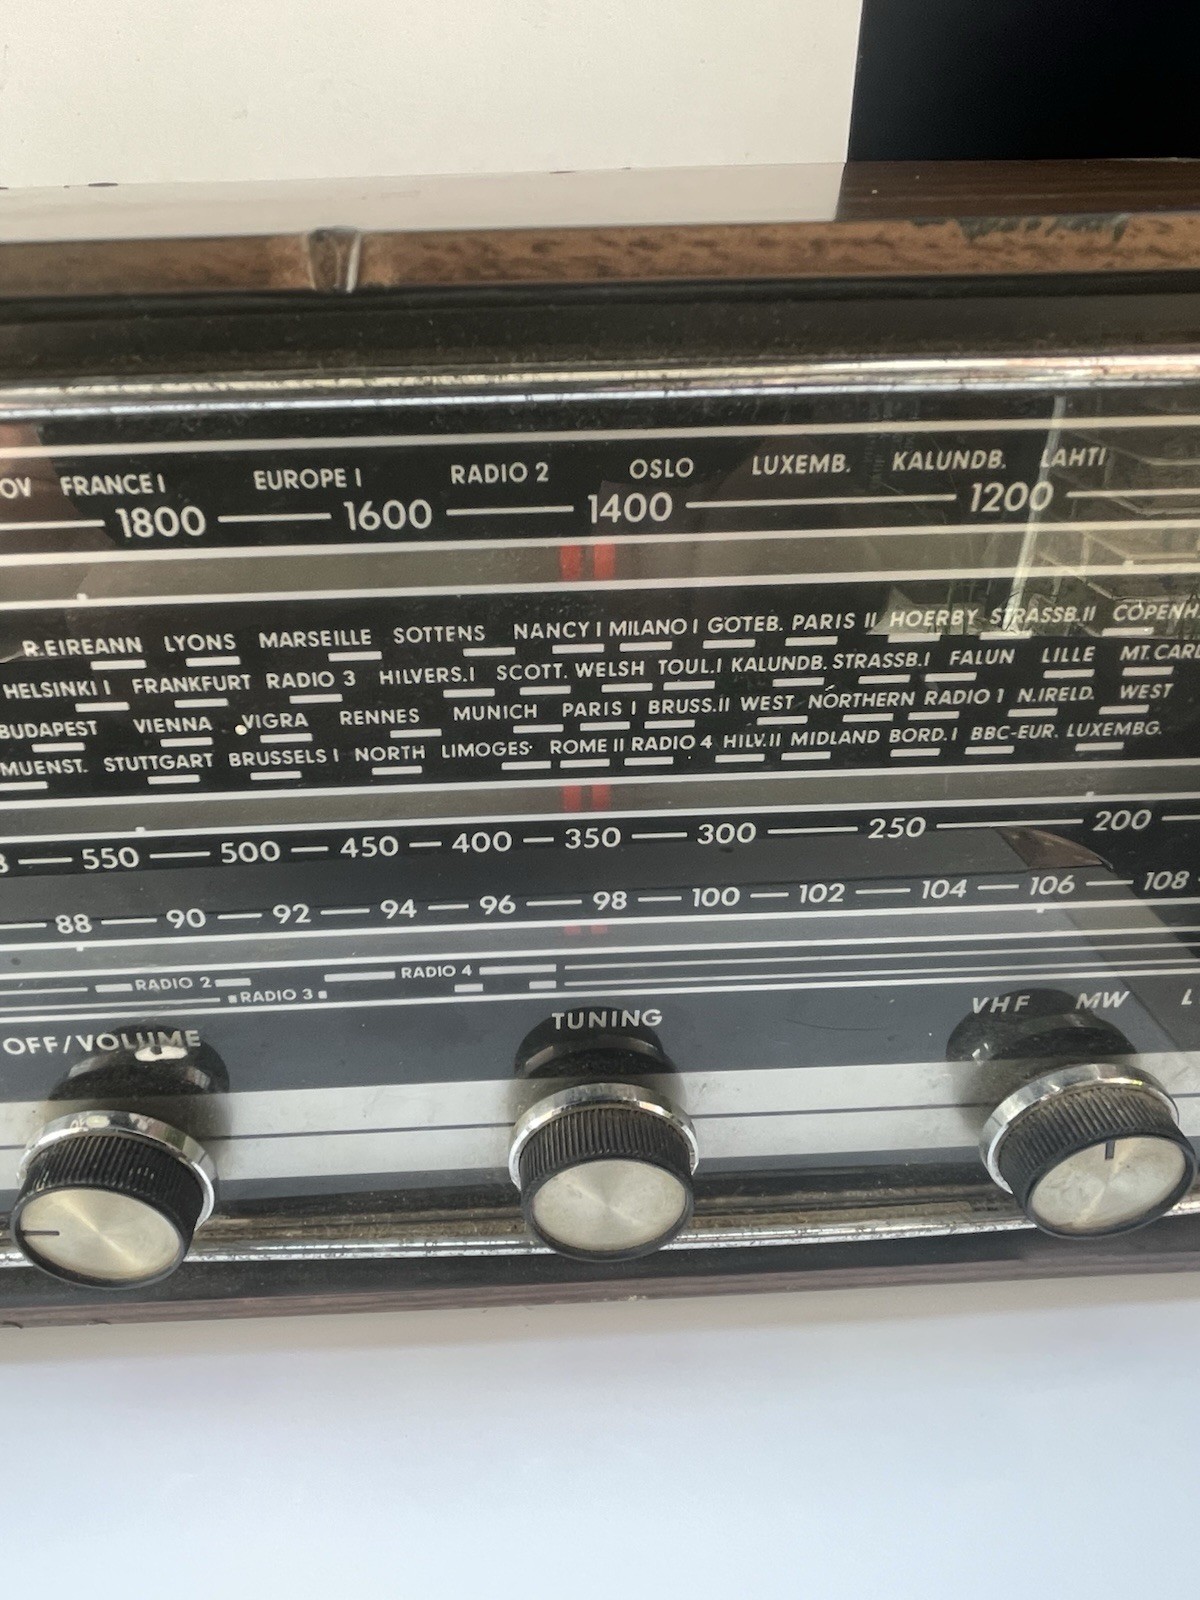 OV FRANCE I EUROPE I RADIO 2 OSLO LUXEMB. KALUNDB. LAHTI
1800 1600 1400 1200
R.EIREANN LYONS MARSEILLE SOTTENS NANCY I MILANO I GOTEB. PARIS II HOERBY STRASSB.II COPENH
HELSINKI I FRANKFURT RADIO 3 HILVERS.I SCOTT. WELSH TOUL.I KALUNDB. STRASSB.I FALUN LILLE MT.CARL
BUDAPEST VIENNA VIGRA RENNES MUNICH PARIS I BRUSS.II WEST NORTHERN RADIO 1 N.IRELD. WEST
MUENST. STUTTGART BRUSSELS I NORTH LIMOGES ROME II RADIO 4 HILV.II MIDLAND BORD.I BBC-EUR. LUXEMBG.
550 500 450 400 350 300 250 200
88 90 92 94 96 98 100 102 104 106 108
RADIO 2 RADIO 4
RADIO 3
OFF/VOLUME TUNING VHF MW L